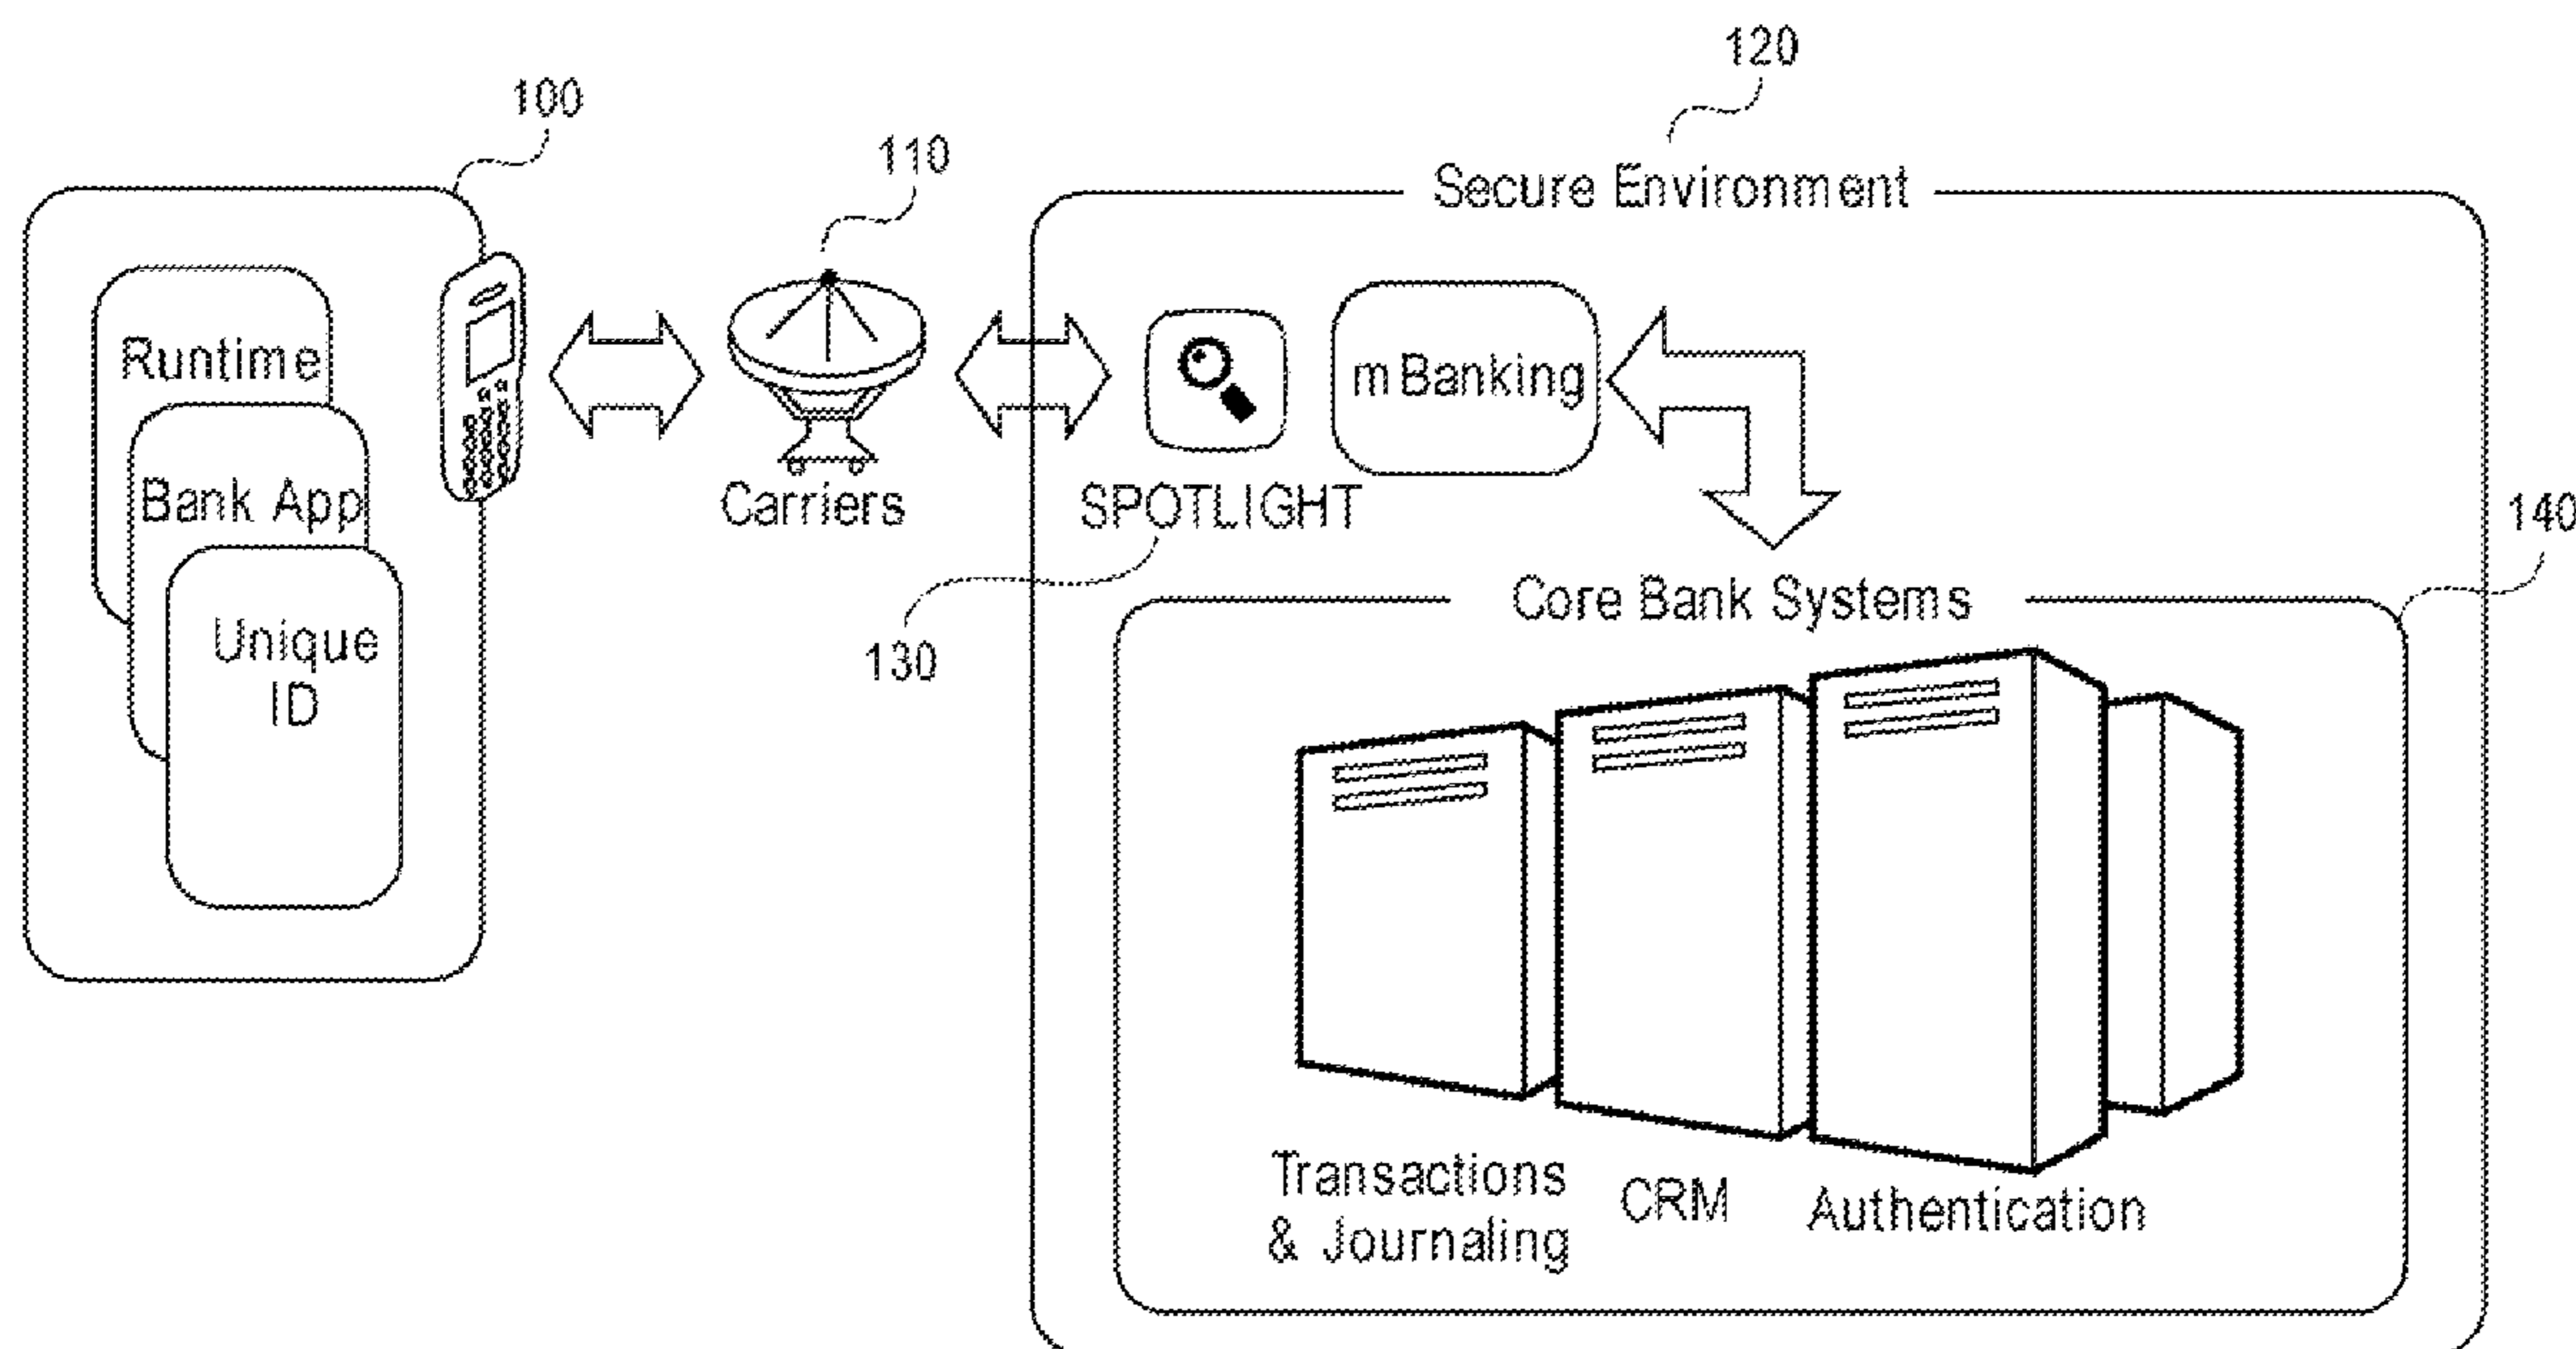 120
100
110
Secure Environment
Runtime
mBanking
Bank App
Carriers
SPOTLIGHT
140
Unique
ID
130
Core Bank Systems
Transactions
& Journaling
CRM
Authentication